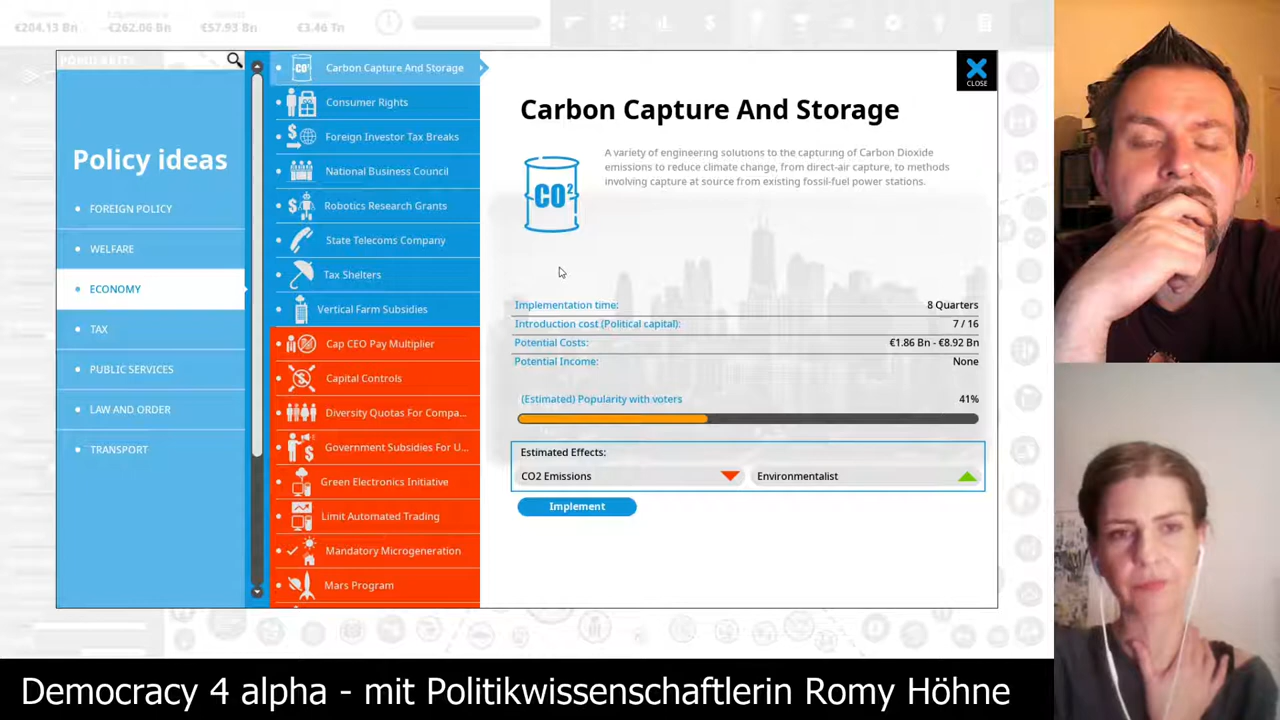 €204.13 Bn
€262.06 Bn
€57.93 Bn
€3.46 Tn
Policy ideas
FOREIGN POLICY
WELFARE
ECONOMY
TAX
PUBLIC SERVICES
LAW AND ORDER
TRANSPORT
CO²
Carbon Capture And Storage
Consumer Rights
Foreign Investor Tax Breaks
National Business Council
Robotics Research Grants
State Telecoms Company
Tax Shelters
Vertical Farm Subsidies
Cap CEO Pay Multiplier
Capital Controls
Diversity Quotas For Compa...
Government Subsidies For U...
Green Electronics Initiative
Limit Automated Trading
Mandatory Microgeneration
Mars Program
CLOSE
Carbon Capture And Storage
CO²
A variety of engineering solutions to the capturing of Carbon Dioxide
emissions to reduce climate change, from direct-air capture, to methods
involving capture at source from existing fossil-fuel power stations.
Implementation time: 8 Quarters
Introduction cost (Political capital): 7 / 16
Potential Costs: €1.86 Bn - €8.92 Bn
Potential Income: None
(Estimated) Popularity with voters 41%
Estimated Effects:
CO2 Emissions Environmentalist
Implement
Democracy 4 alpha - mit Politikwissenschaftlerin Romy Höhne